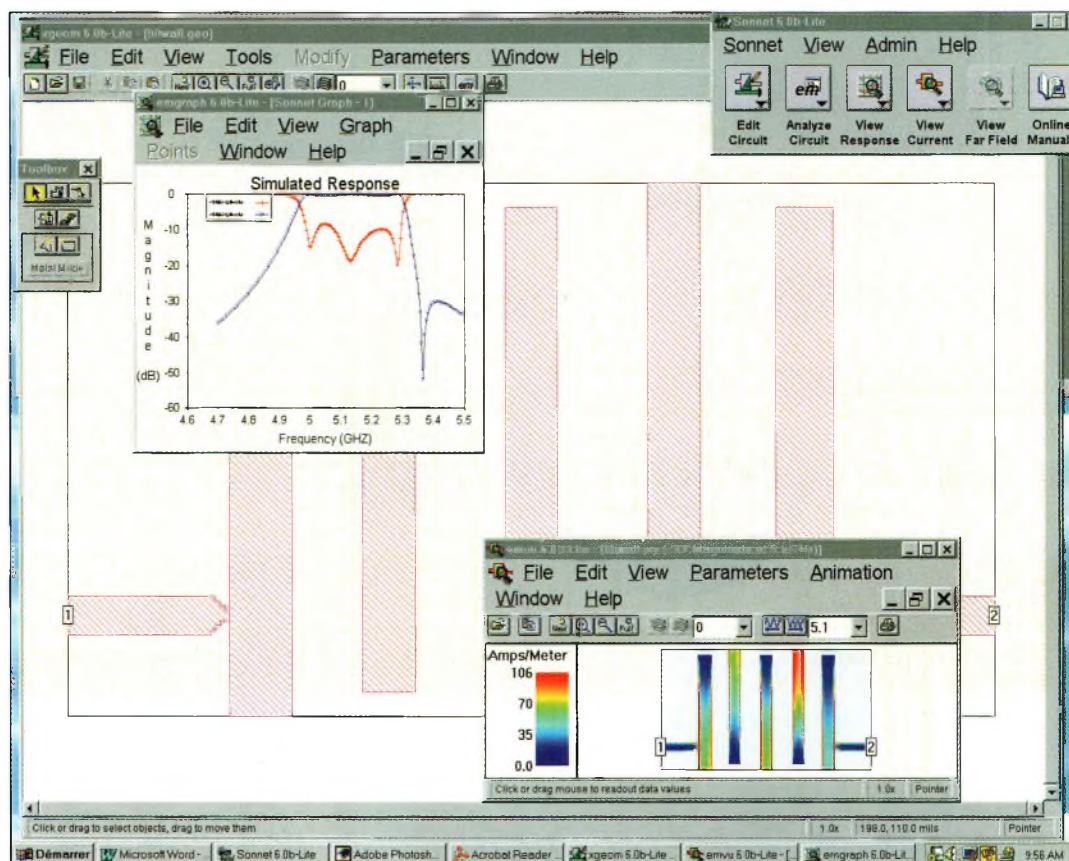 xgeom 6.0b-Lite - [
File Edit View Tools Modify Parameters Window Help
0
Sonnet 6.0b-Lite
Sonnet View Admin Help
em
Edit Circuit
Analyze Circuit
View Response
View Current
View Far Field
Online Manual
emgraph 6.0b-Lite - [Sonnet Graph - 1]
File Edit View Graph
Points Window Help
Toolbox
Metal Mode
Simulated Response
0
-10
-20
-30
-40
-50
-60
Magnitude
(dB)
4.6 4.7 4.8 4.9 5 5.1 5.2 5.3 5.4 5.5
Frequency (GHZ)
1
2
File Edit View Parameters Animation
Window Help
0
5.1
Amps/Meter
106
70
35
0.0
1
2
Click or drag mouse to readout data values
1.0x Pointer
Click or drag to select objects, drag to move them
1.0x 198.0, 110.0 mils Pointer
Démarrer
Microsoft Word - ...
Sonnet 6.0b-Lite
Adobe Photosh...
Acrobat Reader ...
xgeom 6.0b-Lite ...
emvu 6.0b-Lite - [...
emgraph 6.0b-Lit...
9:56 AM